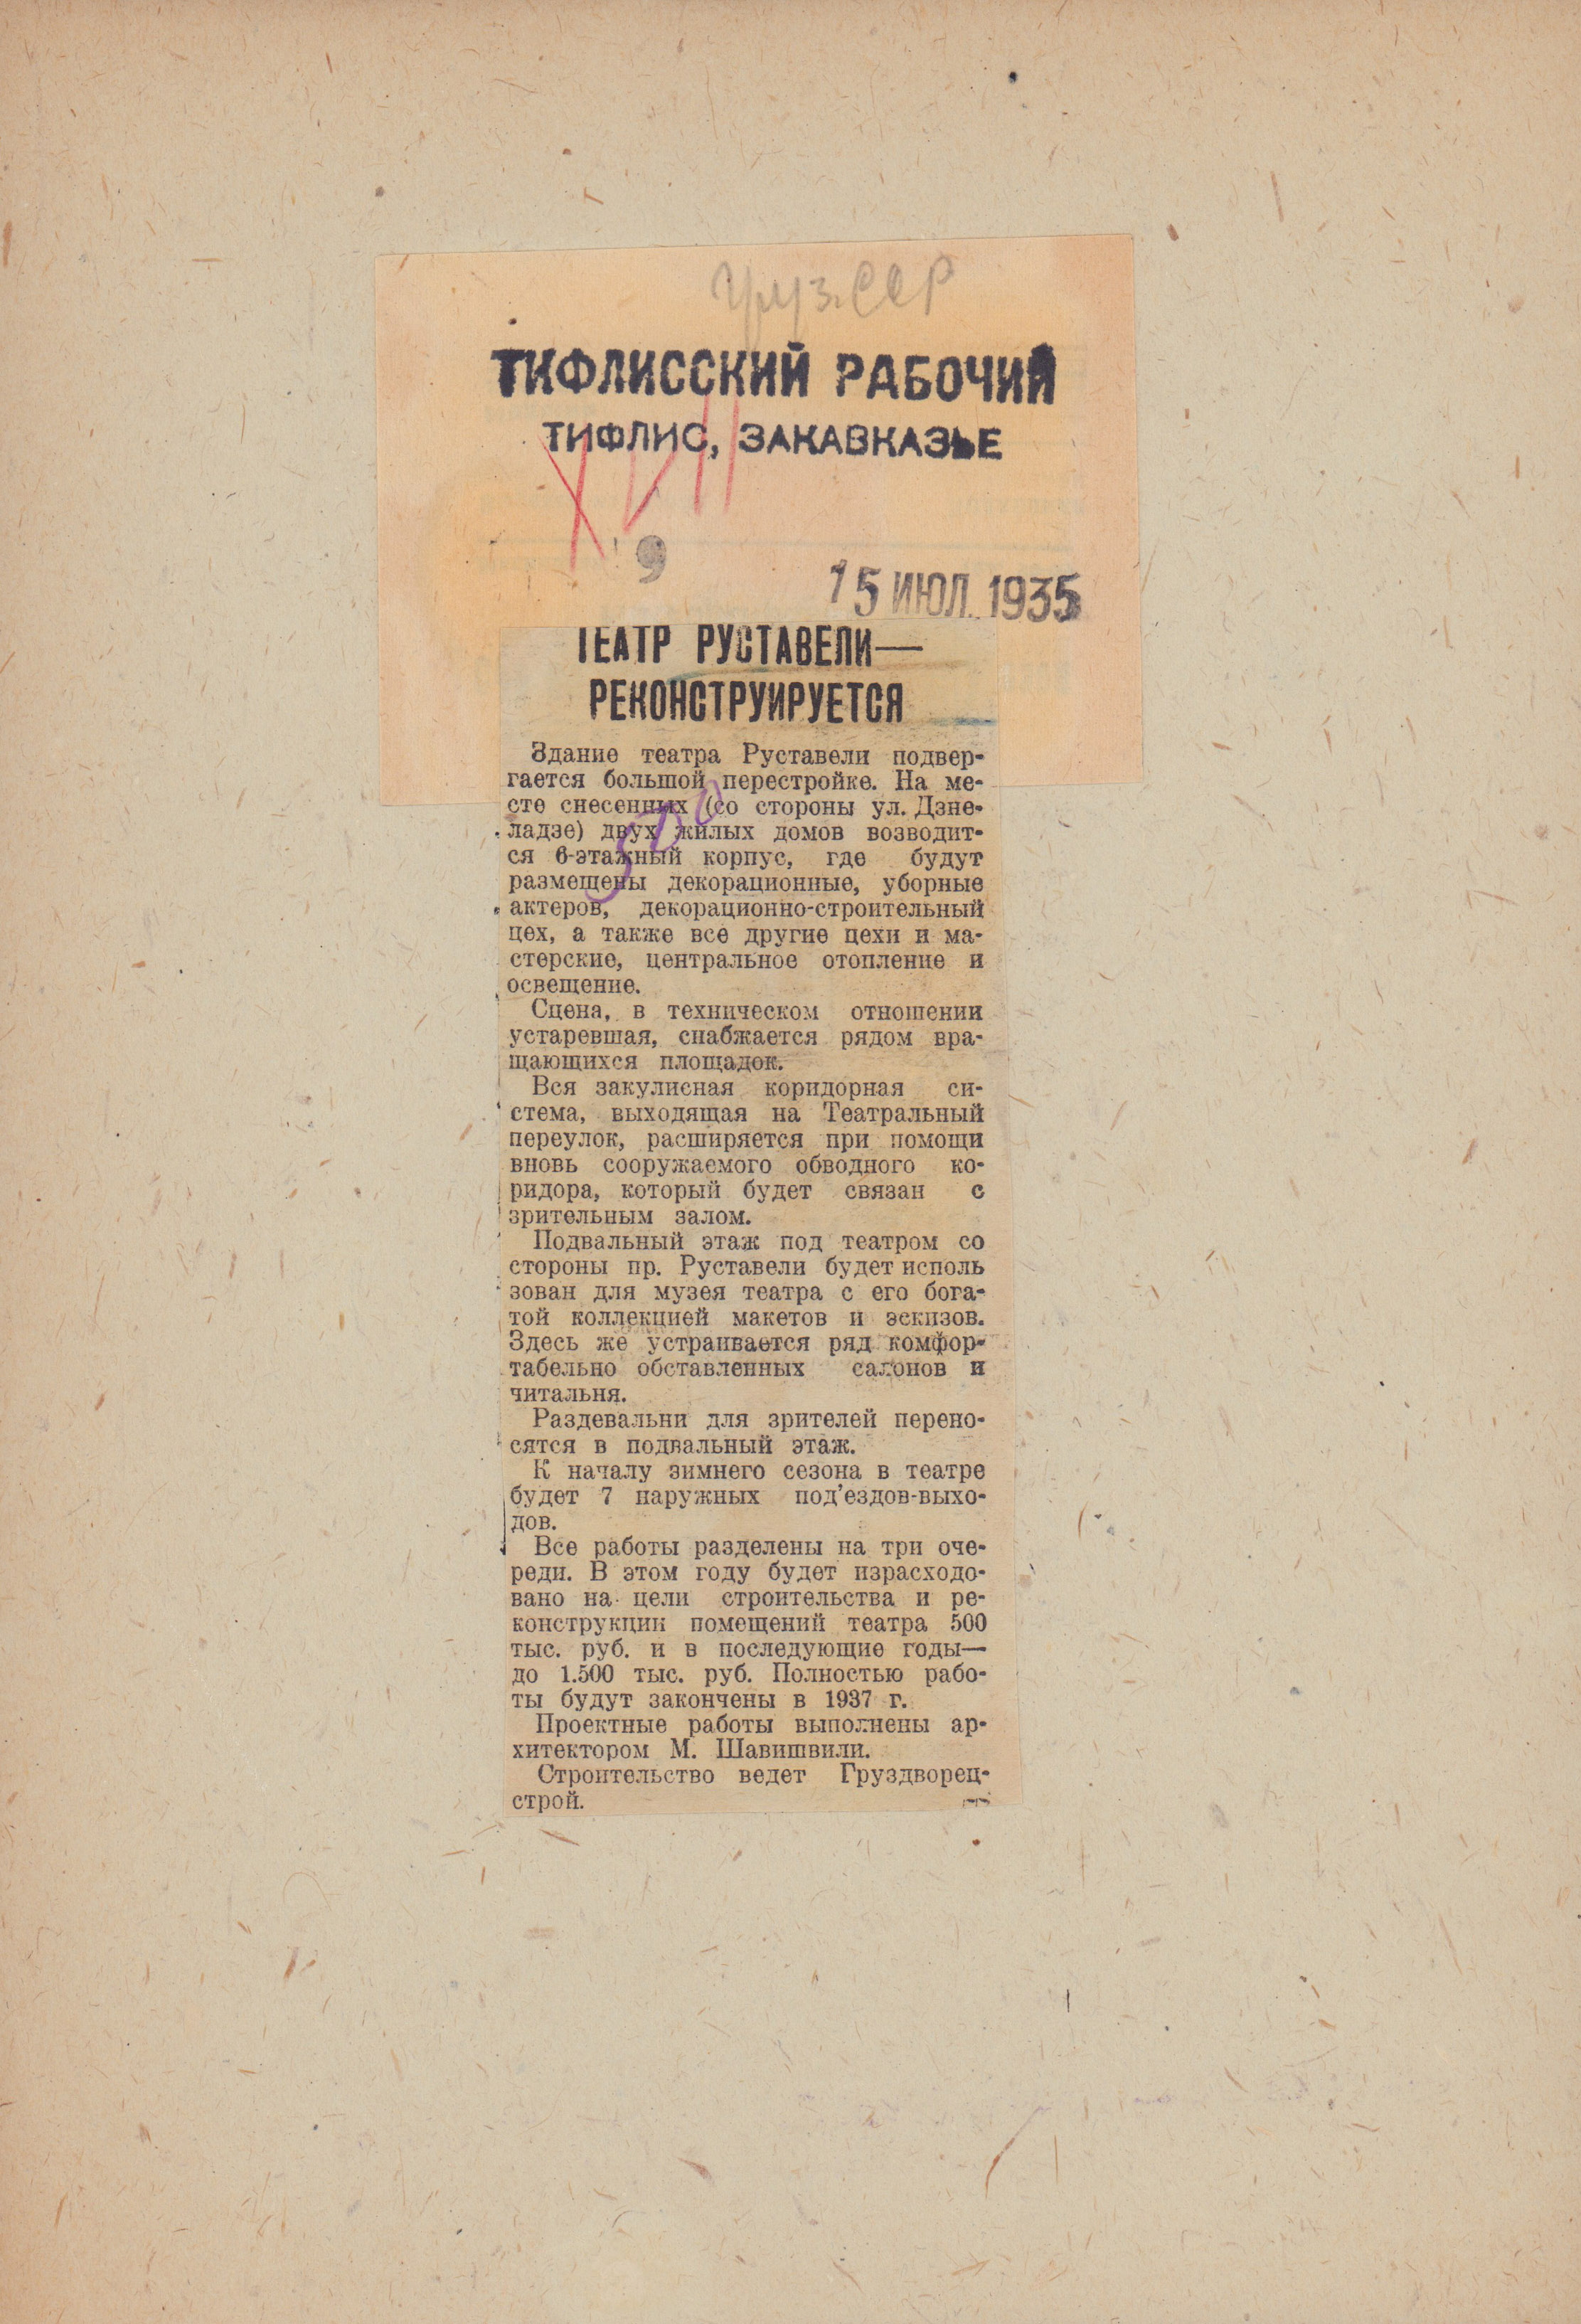 Груз.ССР
ТИФЛИССКИЙ РАБОЧИЙ
ТИФЛИС, ЗАКАВКАЗЬЕ
9
15 ИЮЛ. 1935
ТЕАТР РУСТАВЕЛИ—
РЕКОНСТРУИРУЕТСЯ
Здание театра Руставели подвер-
гается большой перестройке. На ме-
сте снесенных (со стороны ул. Дзне-
ладзе) двух жилых домов возводит-
ся 6-этажный корпус, где будут
размещены декорационные, уборные
актеров, декорационно-строительный
цех, а также все другие цехи и ма-
стерские, центральное отопление и
освещение.
Сцена, в техническом отношении
устаревшая, снабжается рядом вра-
щающихся площадок.
Вся закулисная коридорная си-
стема, выходящая на Театральный
переулок, расширяется при помощи
вновь сооружаемого обводного ко-
ридора, который будет связан с
зрительным залом.
Подвальный этаж под театром со
стороны пр. Руставели будет исполь
зован для музея театра с его бога-
той коллекцией макетов и эскизов.
Здесь же устраивается ряд комфор-
табельно обставленных салонов и
читальня.
Раздевальни для зрителей перено-
сятся в подвальный этаж.
К началу зимнего сезона в театре
будет 7 наружных под'ездов-выхо-
дов.
Все работы разделены на три оче-
реди. В этом году будет израсходо-
вано на цели строительства и ре-
конструкции помещений театра 500
тыс. руб. и в последующие годы—
до 1.500 тыс. руб. Полностью рабо-
ты будут закончены в 1937 г.
Проектные работы выполнены ар-
хитектором М. Шавишвили.
Строительство ведет Груздворец-
строй.